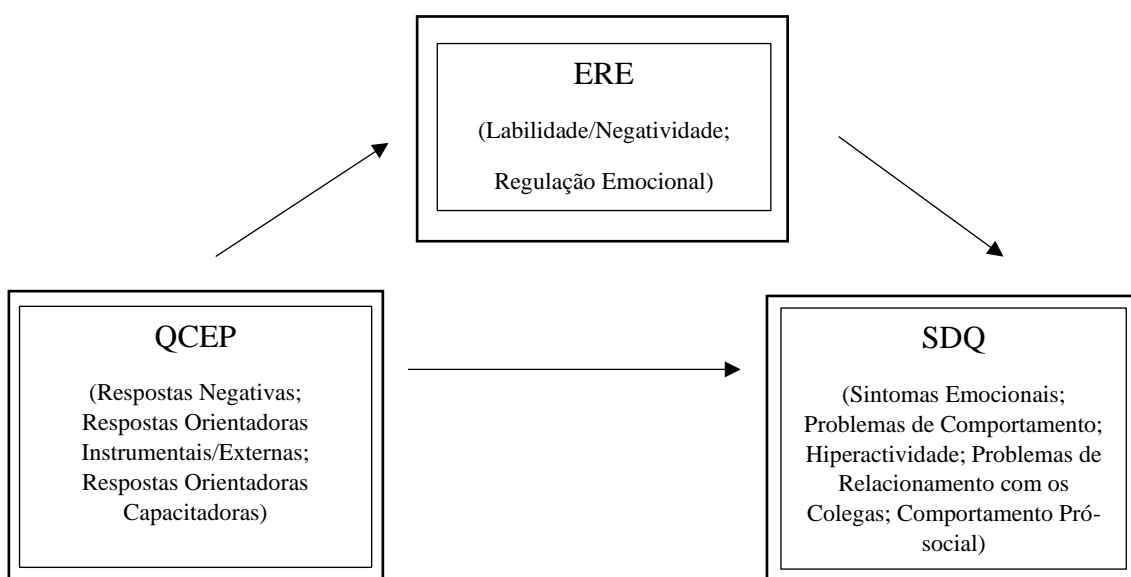 ERE
(Labilidade/Negatividade;
Regulação Emocional)
QCEP
(Respostas Negativas;
Respostas Orientadoras
Instrumentais/Externas;
Respostas Orientadoras
Capacitadoras)
SDQ
(Sintomas Emocionais;
Problemas de Comportamento;
Hiperactividade; Problemas de
Relacionamento com os
Colegas; Comportamento Pró-
social)